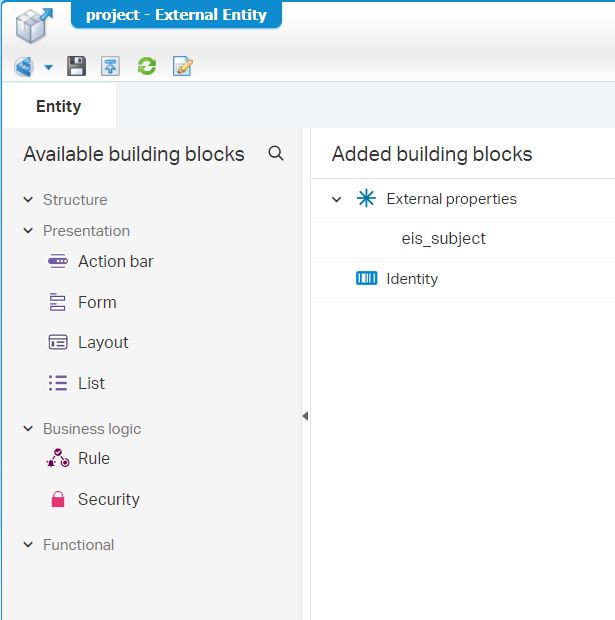 project - External Entity
Entity
Available building blocks
Structure
Presentation
Action bar
Form
Layout
List
Business logic
Rule
Security
Functional
Added building blocks
External properties
eis_subject
Identity